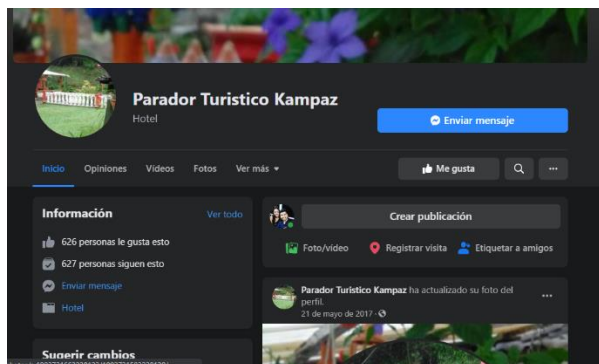 Parador Turistico Kampaz
Hotel
Enviar mensaje
Inicio Opiniones Videos Fotos Ver más
Me gusta
Información Ver todo
626 personas le gusta esto
627 personas siguen esto
Enviar mensaje
Hotel
Sugerir cambios
Crear publicación
Foto/video Registrar visita Etiquetar a amigos
Parador Turistico Kampaz ha actualizado su foto del
perfil.
21 de mayo de 2017